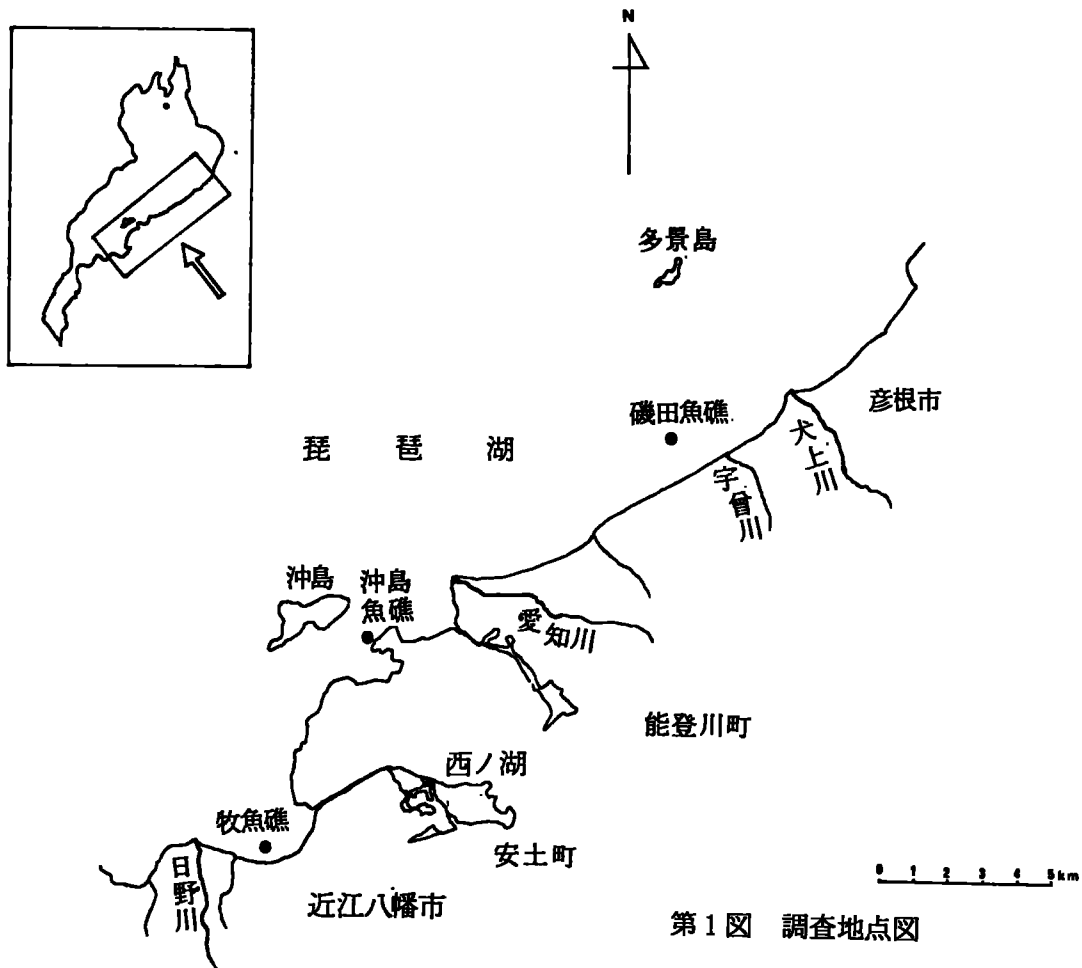 N
多景島
磯田魚礁
彦根市
犬上川
宇曾川
琵琶湖
沖島
沖島
魚礁
愛知川
能登川町
西ノ湖
牧魚礁
安土町
日野川
近江八幡市
0 1 2 3 4 5km
第1図 調査地点図